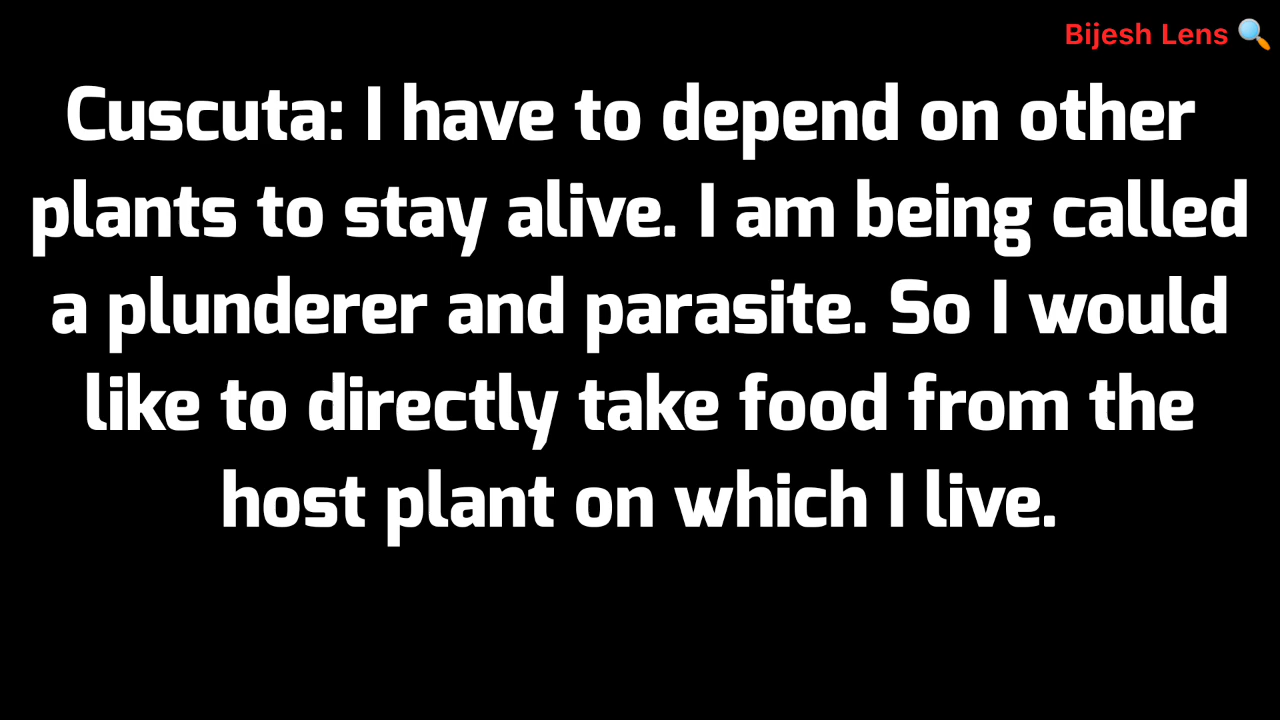 Bijesh Lens
Cuscuta: I have to depend on other
plants to stay alive. I am being called
a plunderer and parasite. So I would
like to directly take food from the
host plant on which I live.